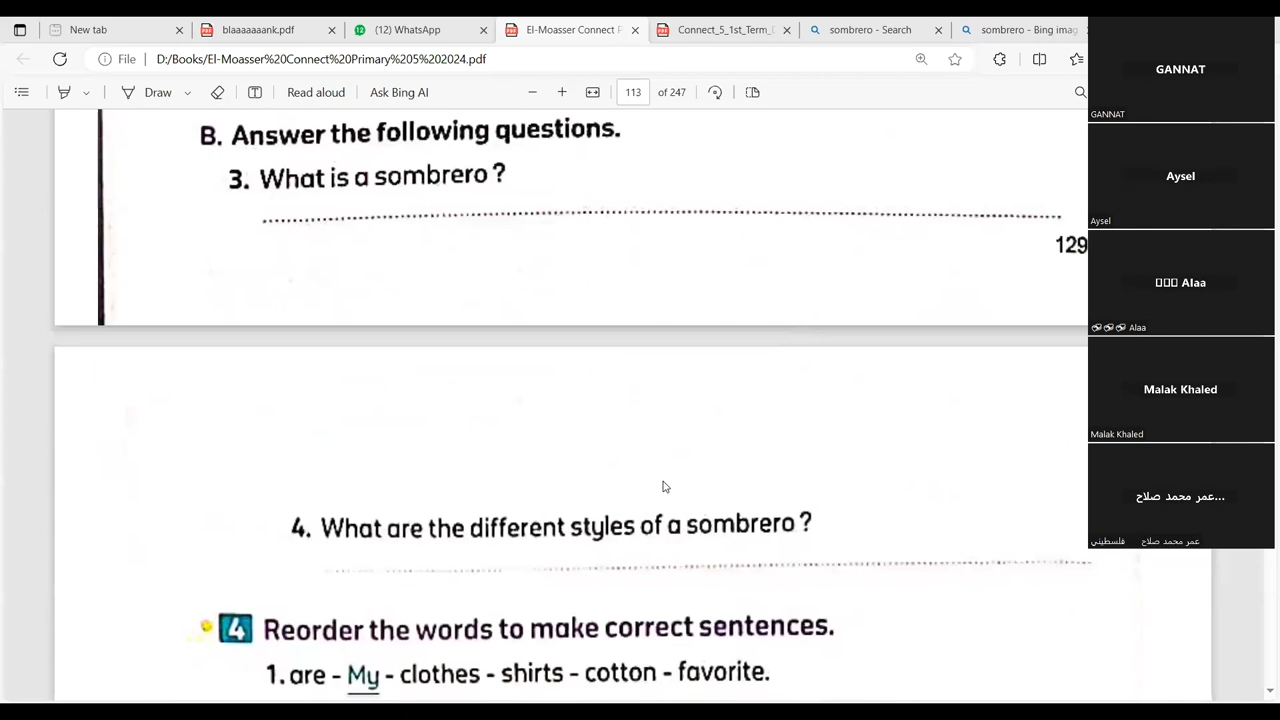 New tab
blaaaaaank.pdf
(12) WhatsApp
El-Moasser Connect P
Connect_5_1st_Term_
sombrero - Search
sombrero - Bing imag
File
D:/Books/El-Moasser%20Connect%20Primary%205%202024.pdf
Draw
Read aloud
Ask Bing AI
113 of 247
B. Answer the following questions.
3. What is a sombrero ?
129
4. What are the different styles of a sombrero ?
4 Reorder the words to make correct sentences.
1. are - My - clothes - shirts - cotton - favorite.
GANNAT
GANNAT
Aysel
Aysel
Alaa
Alaa
Malak Khaled
Malak Khaled
عمر محمد صلاح...
عمر محمد صلاح فلسطيني